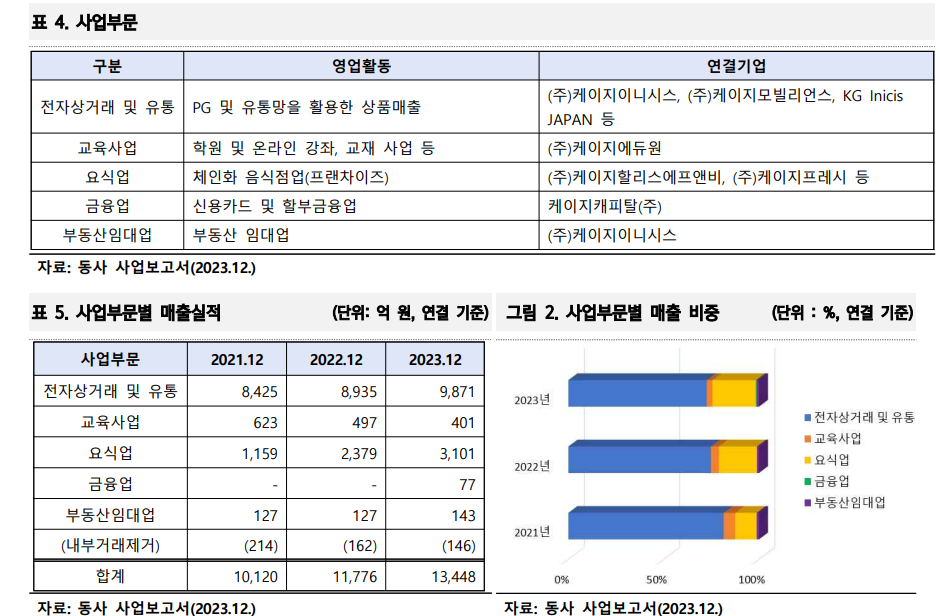 표 4. 사업부문
구분 영업활동 연결기업
전자상거래 및 유통 PG 및 유통망을 활용한 상품매출 (주)케이지이니시스, (주)케이지모빌리언스, KG Inicis
JAPAN 등
교육사업 학원 및 온라인 강좌, 교재 사업 등 (주)케이지에듀원
요식업 체인화 음식점업(프랜차이즈) (주)케이지할리스에프앤비, (주)케이지프레시 등
금융업 신용카드 및 할부금융업 케이지캐피탈(주)
부동산임대업 부동산 임대업 (주)케이지이니시스
자료: 동사 사업보고서(2023.12.)
표 5. 사업부문별 매출실적 (단위: 억 원, 연결 기준)
사업부문 2021.12 2022.12 2023.12
전자상거래 및 유통 8,425 8,935 9,871
교육사업 623 497 401
요식업 1,159 2,379 3,101
금융업 - - 77
부동산임대업 127 127 143
(내부거래제거) (214) (162) (146)
합계 10,120 11,776 13,448
자료: 동사 사업보고서(2023.12.)
그림 2. 사업부문별 매출 비중 (단위 : %, 연결 기준)
2023년
2022년
2021년
0% 50% 100%
전자상거래 및 유통
교육사업
요식업
금융업
부동산임대업
자료: 동사 사업보고서(2023.12.)